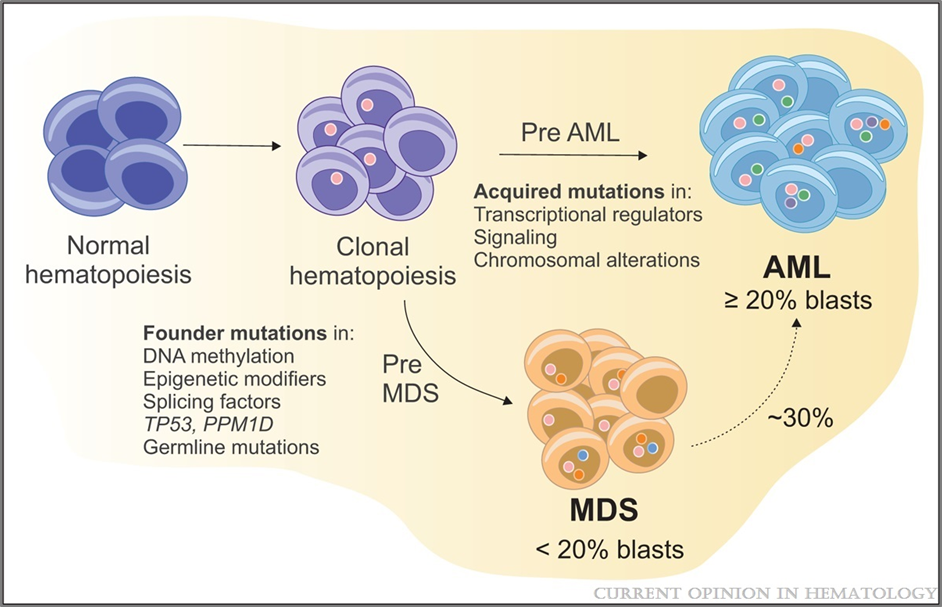 Normal
hematopoiesis
Clonal
hematopoiesis
Pre AML
Acquired mutations in:
Transcriptional regulators
Signaling
Chromosomal alterations
AML
≥ 20% blasts
Founder mutations in:
DNA methylation
Epigenetic modifiers
Splicing factors
TP53, PPM1D
Germline mutations
Pre
MDS
~30%
MDS
< 20% blasts
CURRENT OPINION IN HEMATOLOGY